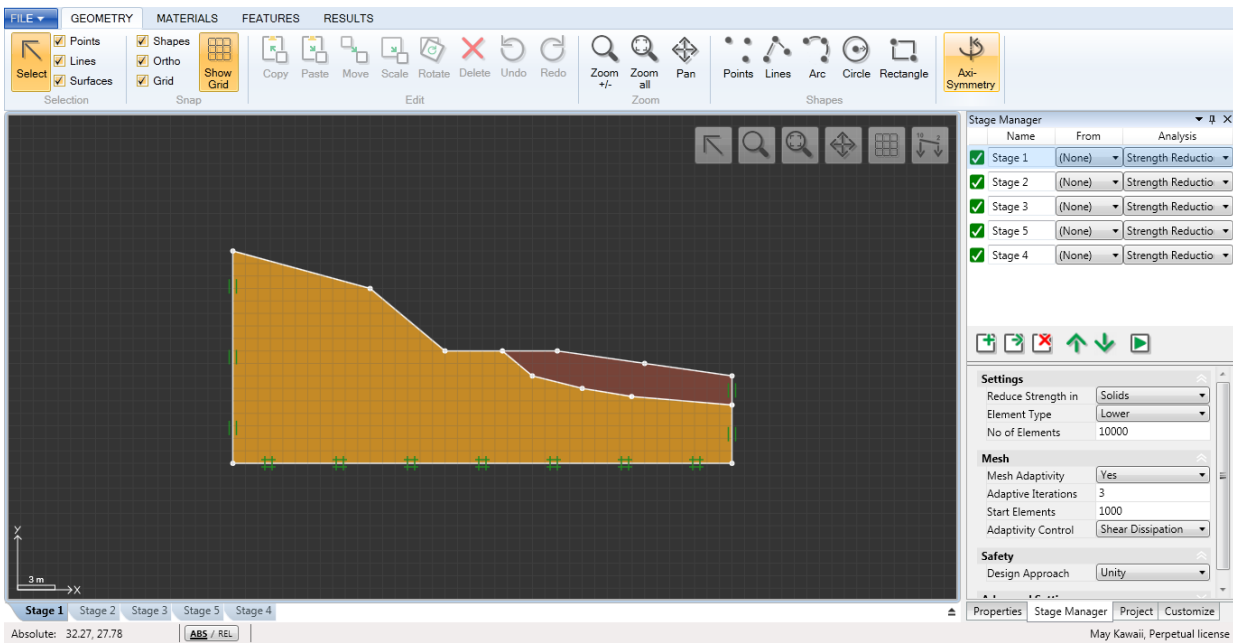 FILE GEOMETRY MATERIALS FEATURES RESULTS
Select Points Lines Surfaces
Selection
Shapes Ortho Grid Show Grid
Snap
Copy Paste Move Scale Rotate Delete Undo Redo
Edit
Zoom +/- Zoom all Pan
Zoom
Points Lines Arc Circle Rectangle
Shapes
Axi-Symmetry
Stage Manager
Name From Analysis
Stage 1 (None) Strength Reductio
Stage 2 (None) Strength Reductio
Stage 3 (None) Strength Reductio
Stage 5 (None) Strength Reductio
Stage 4 (None) Strength Reductio
Settings
Reduce Strength in Solids
Element Type Lower
No of Elements 10000
Mesh
Mesh Adaptivity Yes
Adaptive Iterations 3
Start Elements 1000
Adaptivity Control Shear Dissipation
Safety
Design Approach Unity
y
3 m
x
Stage 1 Stage 2 Stage 3 Stage 5 Stage 4
Properties Stage Manager Project Customize
Absolute: 32.27, 27.78 ABS / REL
May Kawaii, Perpetual license